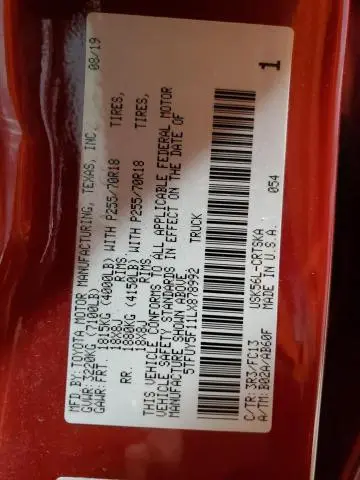 MFD.BY:TOYOTA MOTOR MANUFACTURING, TEXAS, INC. 08/19
GVWR: 3220KG (7100LB)
GAWR:FRT. 1815KG (4000LB) WITH P255/70R18 TIRES,
18x8J RIMS,
RR. 1880KG (4150LB) WITH P255/70R18 TIRES,
18x8J RIMS,
THIS VEHICLE CONFORMS TO ALL APPLICABLE FEDERAL MOTOR
VEHICLE SAFETY STANDARDS IN EFFECT ON THE DATE OF
MANUFACTURE SHOWN ABOVE.
5TFUY5F11LX878992 TRUCK
1
054
C/TR:3R3/FC13 USK56L-CRTSKA
A/TM:B02A/AB60F MADE IN U.S.A.